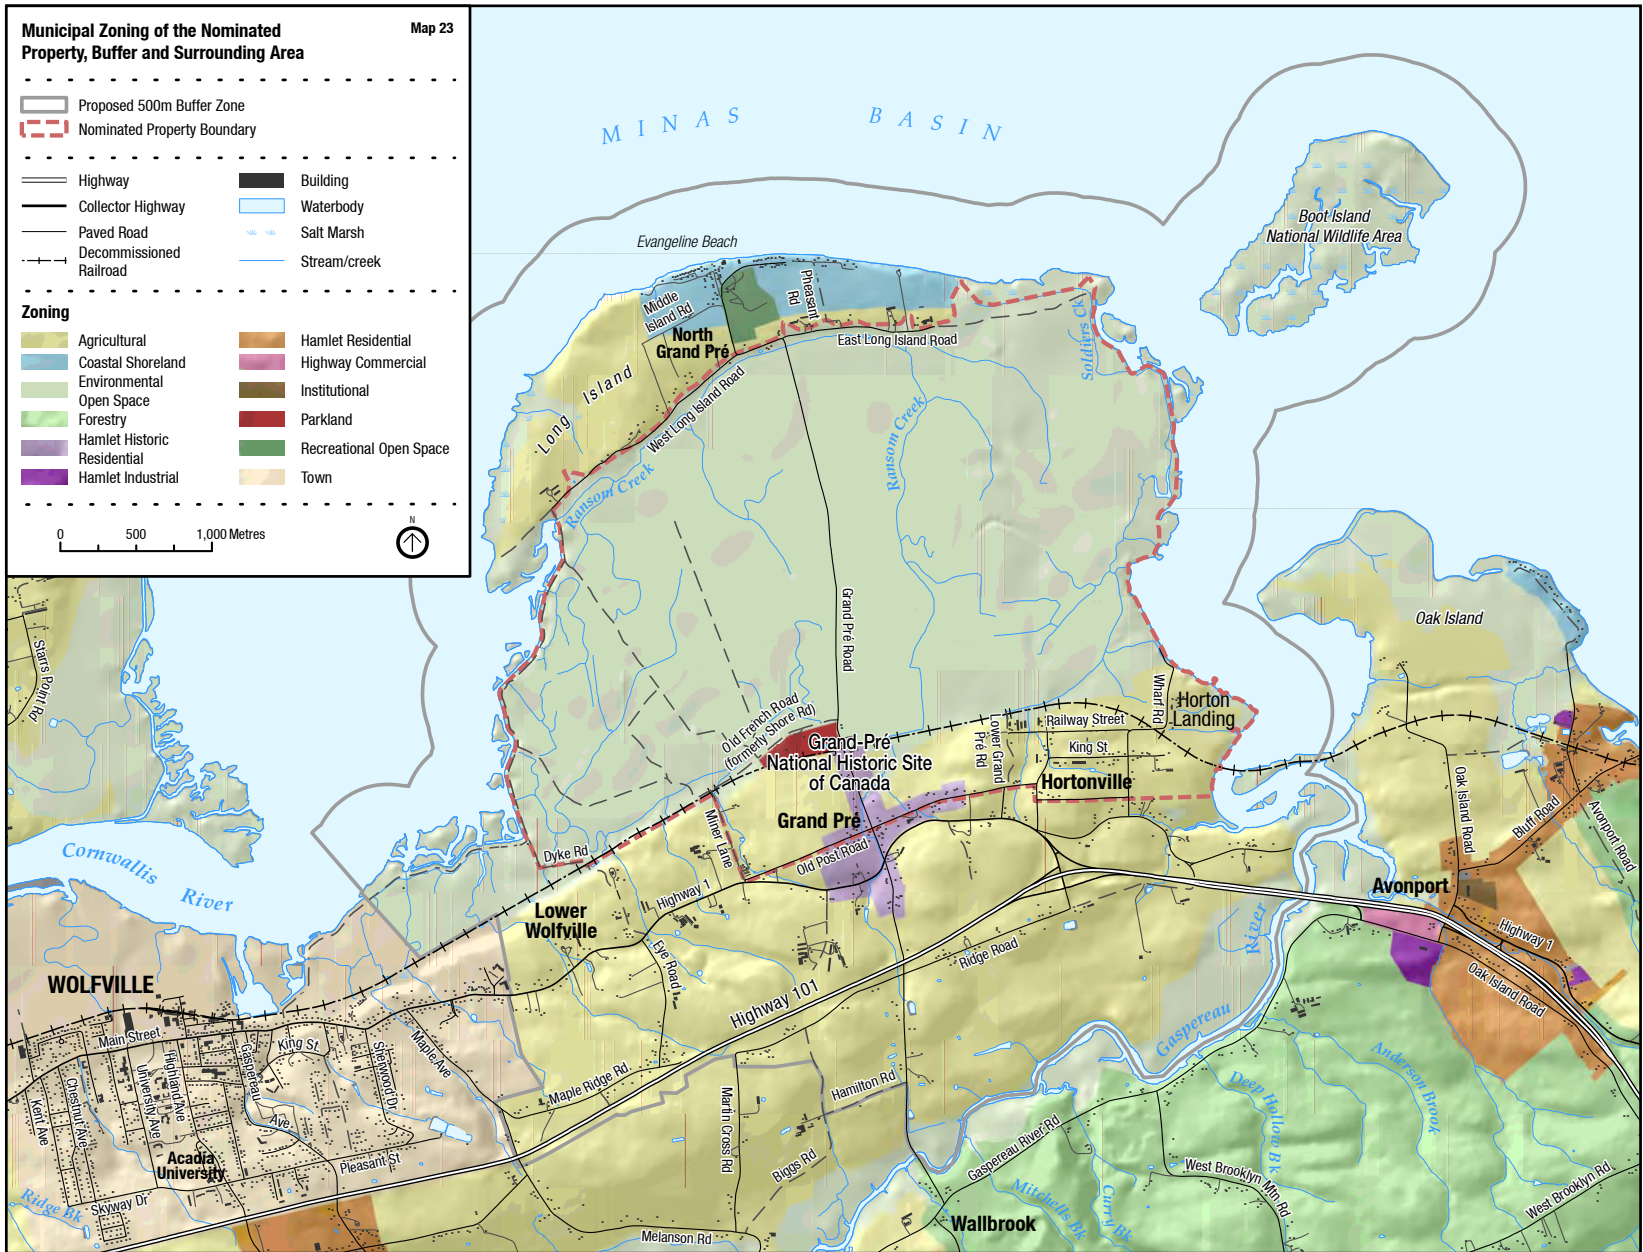 Municipal Zoning of the Nominated
Property, Buffer and Surrounding Area
Map 23
Proposed 500m Buffer Zone
Nominated Property Boundary
Highway
Collector Highway
Paved Road
Decommissioned
Railroad
Building
Waterbody
Salt Marsh
Stream/creek
Zoning
Agricultural
Coastal Shoreland
Environmental
Open Space
Forestry
Hamlet Historic
Residential
Hamlet Industrial
Hamlet Residential
Highway Commercial
Institutional
Parkland
Recreational Open Space
Town
0 500 1,000 Metres
N
MINAS BASIN
Evangeline Beach
Boot Island
National Wildlife Area
Middle
Island Rd
Pheasant
Rd
North
Grand Pré
East Long Island Road
Soldiers Ck
Long Island
West Long Island Road
Ransom Creek
Ransom Creek
Oak Island
Starrs Point Rd
Grand Pré Road
Wharf Rd
Horton
Landing
Old French Road
(formerly Shore Rd)
Railway Street
Lower Grand
Pré Rd
King St
Grand-Pré
National Historic Site
of Canada
Hortonville
Grand Pré
Miner Lane
Old Post Road
Dyke Rd
Oak Island Road
Bluff Road
Avonport Road
Cornwallis
River
Highway 1
Avonport
Lower
Wolfville
Eye Road
Ridge Road
Highway 1
River
Gaspereau
Oak Island Road
WOLFVILLE
Highway 101
Main Street
King St
Gaspereau
Ave
Highland Ave
University Ave
Chestnut Ave
Kent Ave
Sherwood Dr
Maple Ave
Maple Ridge Rd
Hamilton Rd
Martin Cross Rd
Biggs Rd
Anderson Brook
Deep Hollow Bk
Acadia
University
Pleasant St
Skyway Dr
Ridge Bk
Gaspereau River Rd
West Brooklyn Mtn Rd
West Brooklyn Rd
Mitchells Bk
Curry Bk
Wallbrook
Melanson Rd